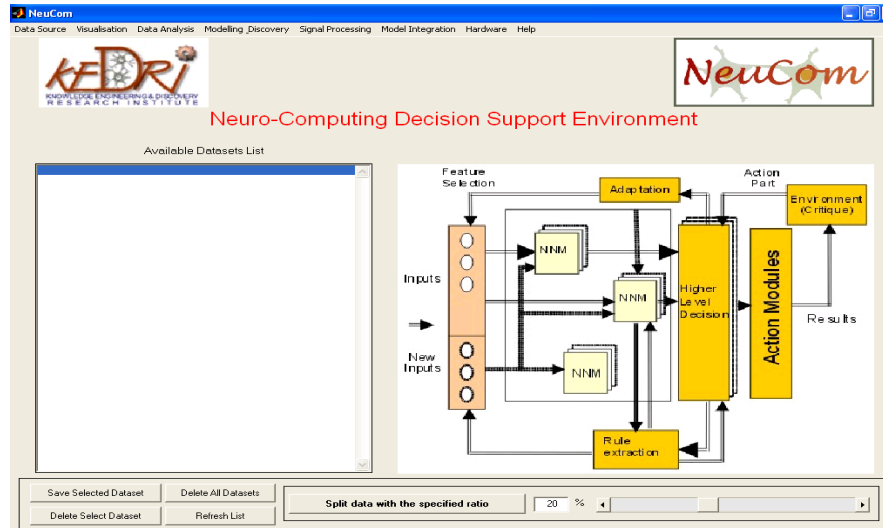 NeuCom
Data Source Visualisation Data Analysis Modelling_Discovery Signal Processing Model Integration Hardware Help
KEDRI
KNOWLEDGE ENGINEERING & DISCOVERY
RESEARCH INSTITUTE
NeuCom
Neuro-Computing Decision Support Environment
Available Datasets List
Feature
Selection
Adaptation
Action
Part
Environment
(Critique)
NNM
Inputs
NNM
Higher
Level
Decision
Action Modules
Results
New
Inputs
NNM
Rule
extraction
Save Selected Dataset
Delete All Datasets
Split data with the specified ratio
20 %
Delete Select Dataset
Refresh List